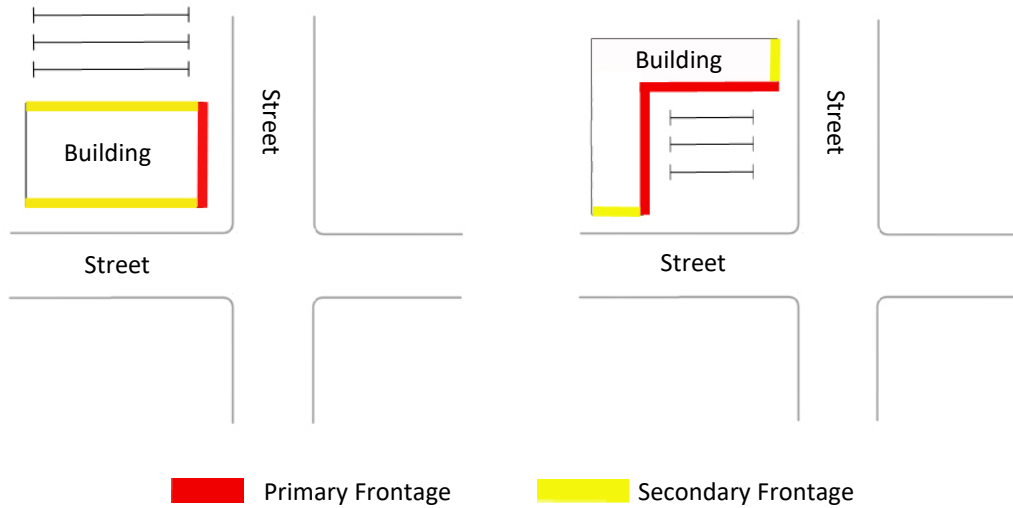 Building
Street
Street
Building
Street
Street
Primary Frontage
Secondary Frontage